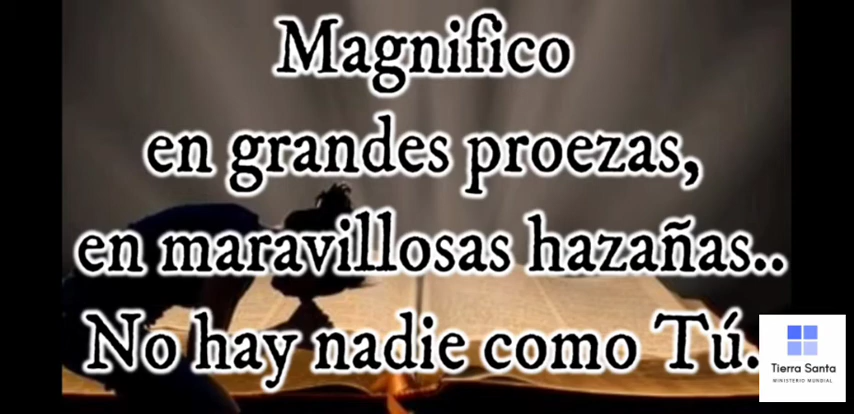 Magnifico
en grandes proezas,
en maravillosas hazañas..
No hay nadie como Tú.
Tierra Santa
MINISTERIO MUNDIAL